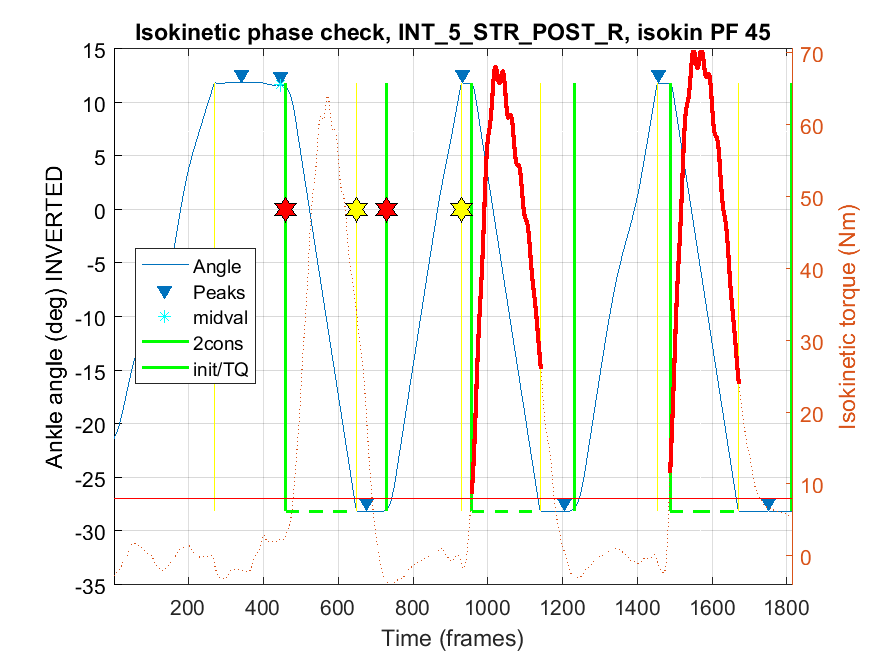 Isokinetic phase check, INT_5_STR_POST_R, isokin PF 45
15
10
5
0
-5
-10
-15
-20
-25
-30
-35
Ankle angle (deg) INVERTED
Angle
Peaks
midval
2cons
init/TQ
70
60
50
40
30
20
10
0
Isokinetic torque (Nm)
200 400 600 800 1000 1200 1400 1600 1800
Time (frames)